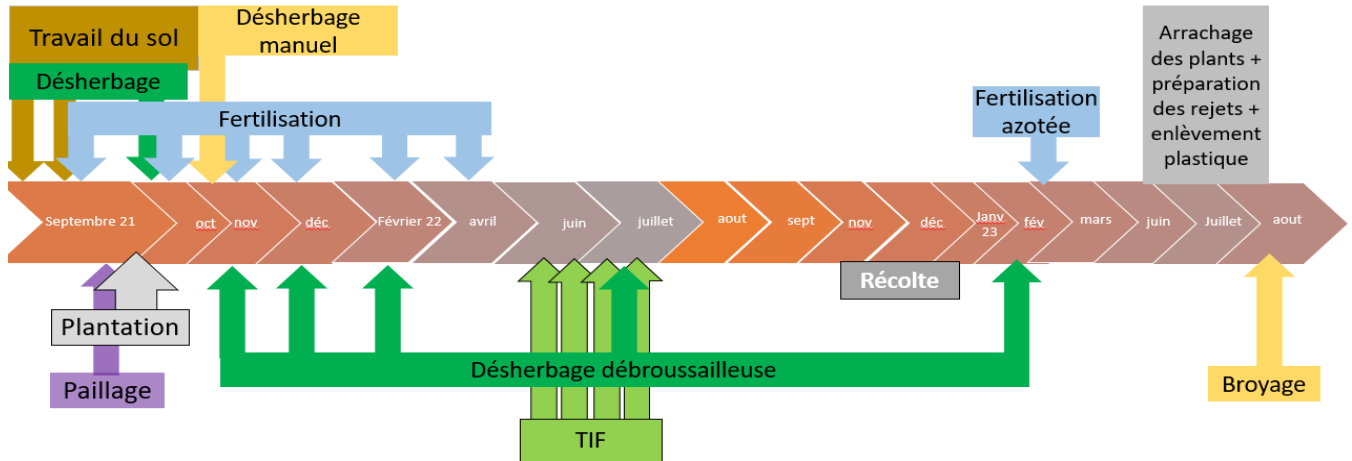 Travail du sol
Désherbage
manuel
Désherbage
Fertilisation
Fertilisation
azotée
Arrachage
des plants +
préparation
des rejets +
enlèvement
plastique
Septembre 21
oct
nov
déc
Février 22
avril
juin
juillet
aout
sept
nov
déc
Janv
23
fév
mars
juin
Juillet
aout
Récolte
Plantation
Paillage
Désherbage débroussailleuse
Broyage
TIF